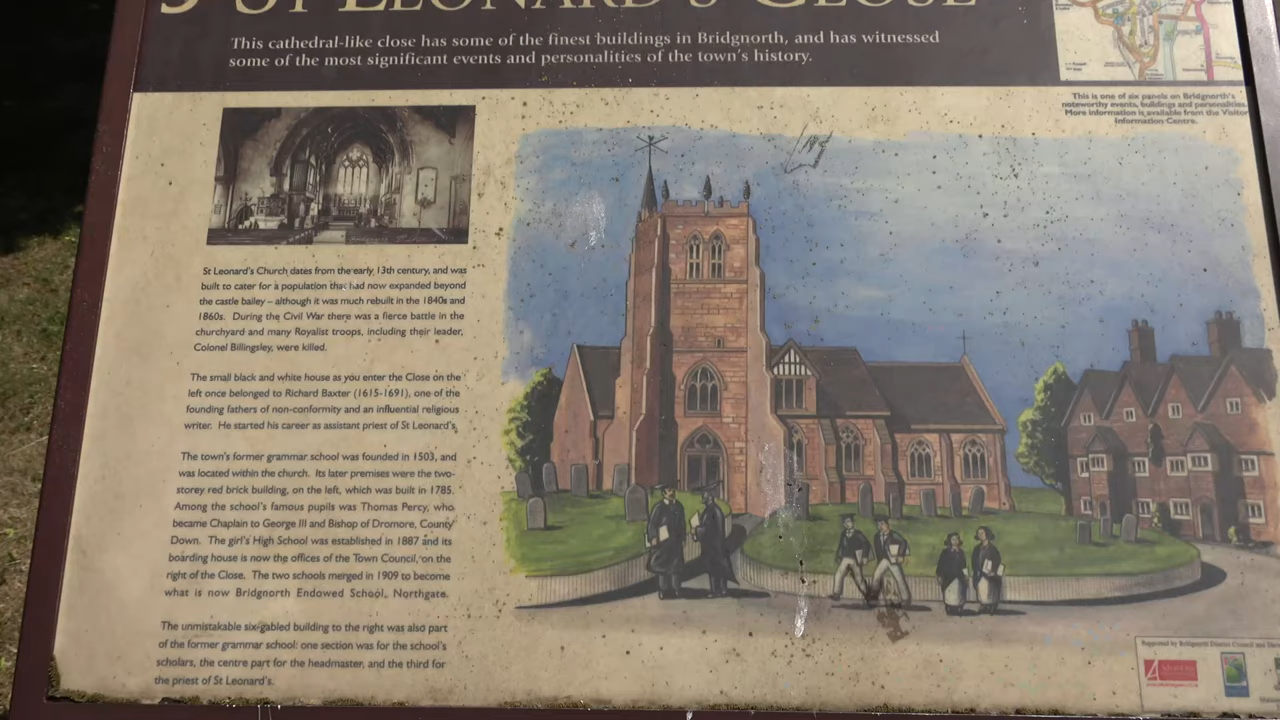 ST LEONARD'S CLOSE
This cathedral-like close has some of the finest buildings in Bridgnorth, and has witnessed
some of the most significant events and personalities of the town's history.
This is one of six panels on Bridgnorth's
noteworthy events, buildings and personalities.
More information is available from the Visitor
Information Centre.
St Leonard's Church dates from the early 13th century, and was
built to cater for a population that had now expanded beyond
the castle bailey – although it was much rebuilt in the 1840s and
1860s. During the Civil War there was a fierce battle in the
churchyard and many Royalist troops, including their leader,
Colonel Billingsley, were killed.
The small black and white house as you enter the Close on the
left once belonged to Richard Baxter (1615-1691), one of the
founding fathers of non-conformity and an influential religious
writer. He started his career as assistant priest of St Leonard's.
The town's former grammar school was founded in 1503, and
was located within the church. Its later premises were the two-
storey red brick building, on the left, which was built in 1785.
Among the school's famous pupils was Thomas Percy, who
became Chaplain to George III and Bishop of Dromore, County
Down. The girl's High School was established in 1887 and its
boarding house is now the offices of the Town Council, on the
right of the Close. The two schools merged in 1909 to become
what is now Bridgnorth Endowed School, Northgate.
The unmistakable six-gabled building to the right was also part
of the former grammar school: one section was for the school's
scholars, the centre part for the headmaster, and the third for
the priest of St Leonard's.
Supported by Bridgnorth District Council and